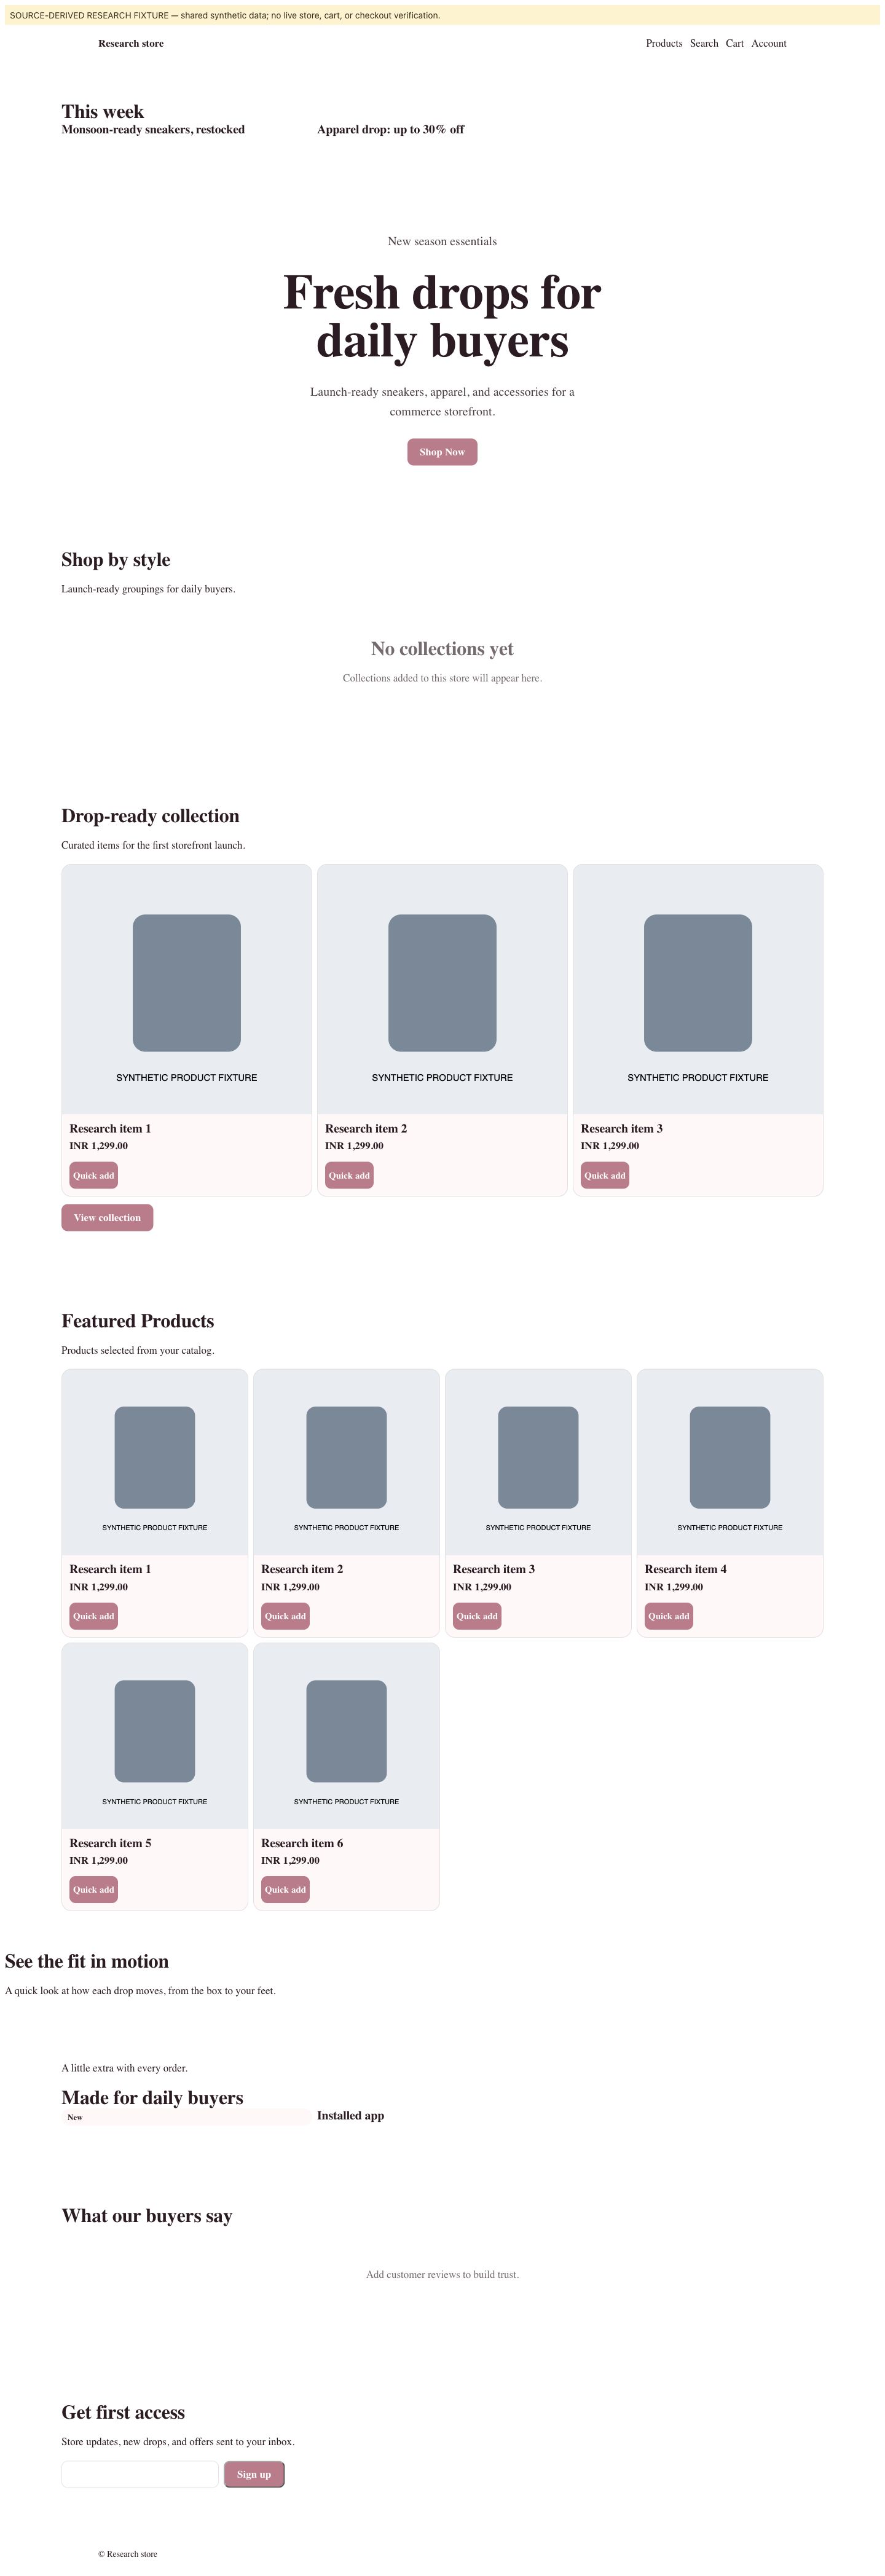 SOURCE-DERIVED RESEARCH FIXTURE — shared synthetic data; no live store, cart, or checkout verification.
Research store
Products Search Cart Account
This week
Monsoon-ready sneakers, restocked
Apparel drop: up to 30% off
New season essentials
Fresh drops for
daily buyers
Launch-ready sneakers, apparel, and accessories for a
commerce storefront.
Shop Now
Shop by style
Launch-ready groupings for daily buyers.
No collections yet
Collections added to this store will appear here.
Drop-ready collection
Curated items for the first storefront launch.
SYNTHETIC PRODUCT FIXTURE
Research item 1
INR 1,299.00
Quick add
SYNTHETIC PRODUCT FIXTURE
Research item 2
INR 1,299.00
Quick add
SYNTHETIC PRODUCT FIXTURE
Research item 3
INR 1,299.00
Quick add
View collection
Featured Products
Products selected from your catalog.
SYNTHETIC PRODUCT FIXTURE
Research item 1
INR 1,299.00
Quick add
SYNTHETIC PRODUCT FIXTURE
Research item 2
INR 1,299.00
Quick add
SYNTHETIC PRODUCT FIXTURE
Research item 3
INR 1,299.00
Quick add
SYNTHETIC PRODUCT FIXTURE
Research item 4
INR 1,299.00
Quick add
SYNTHETIC PRODUCT FIXTURE
Research item 5
INR 1,299.00
Quick add
SYNTHETIC PRODUCT FIXTURE
Research item 6
INR 1,299.00
Quick add
See the fit in motion
A quick look at how each drop moves, from the box to your feet.
A little extra with every order.
Made for daily buyers
New
Installed app
What our buyers say
Add customer reviews to build trust.
Get first access
Store updates, new drops, and offers sent to your inbox.
Sign up
© Research store